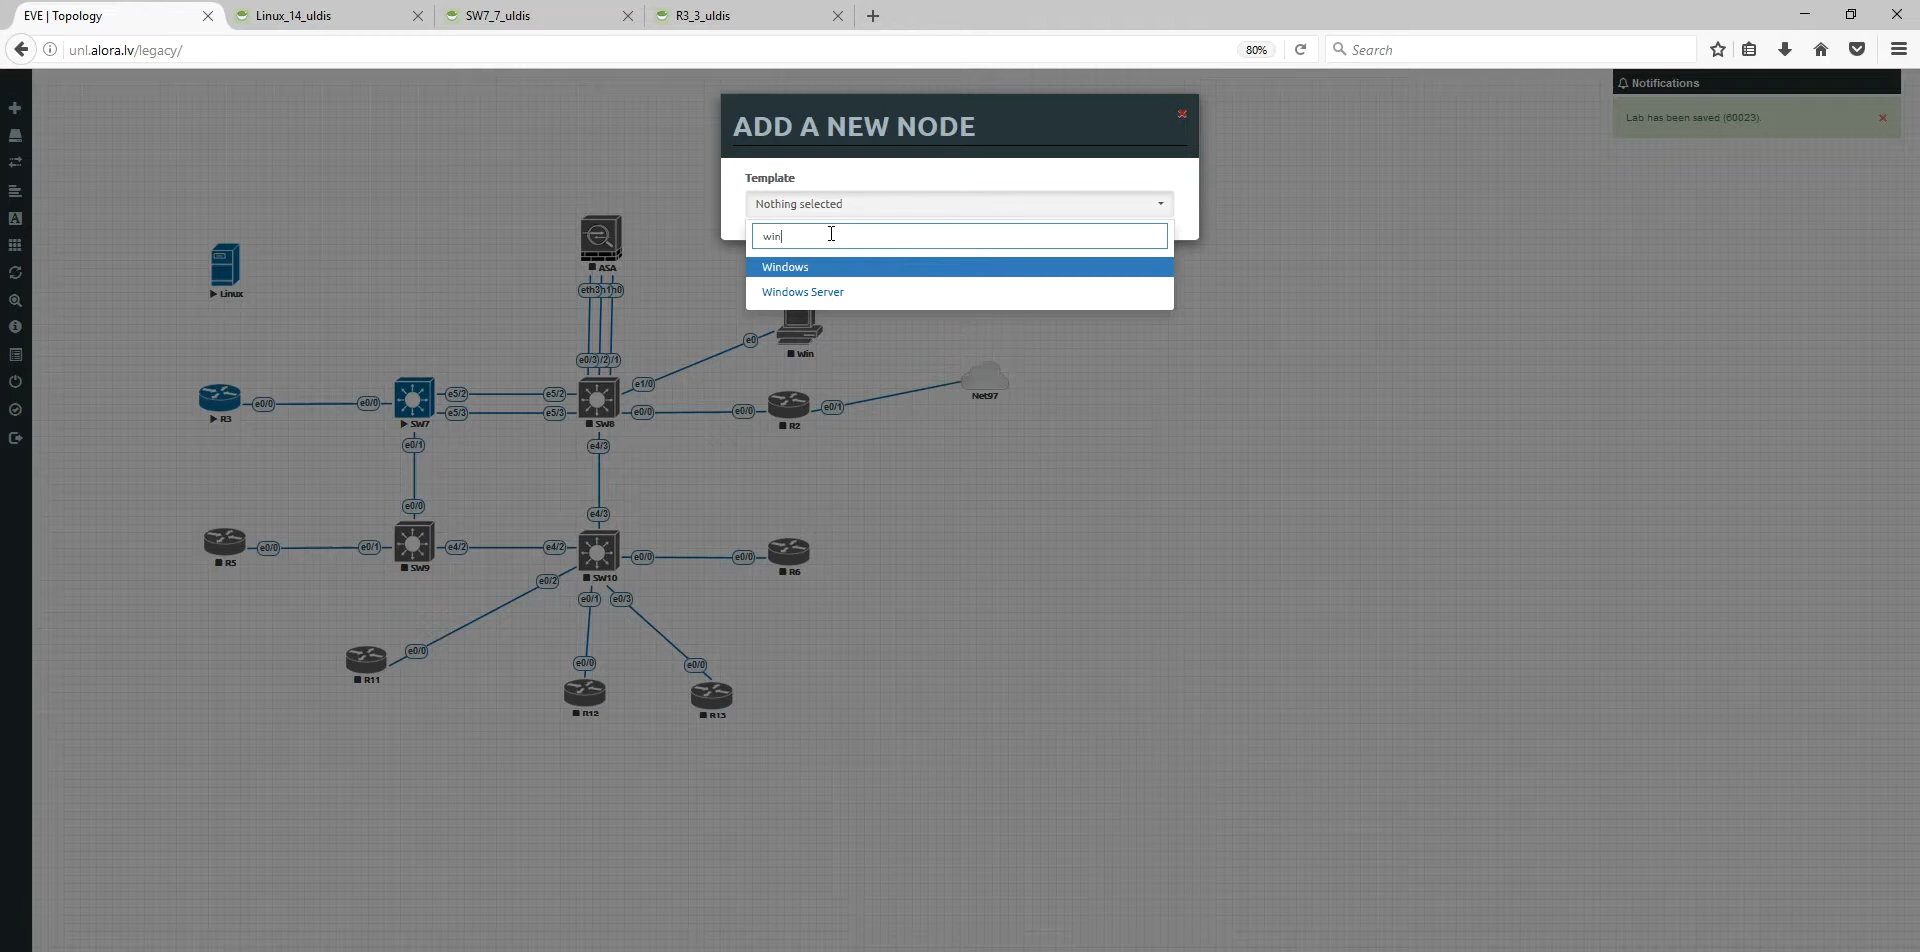 EVE | Topology
Linux_14_uldis
SW7_7_uldis
R3_3_uldis
unl.alora.lv/legacy/
80%
Search
Notifications
Lab has been saved (60023).
ADD A NEW NODE
Template
Nothing selected
win
Windows
Windows Server
Linux
ASA
eth3
e0/3
Win
e0
e1/0
Net97
R3
e0/0
e0/0
SW7
e5/2
e5/3
e5/2
e5/3
SW8
e0/0
e0/0
R2
e0/1
e0/1
e4/3
e0/0
e4/3
R5
e0/0
e0/1
SW9
e4/2
e4/2
SW10
e0/0
e0/0
R6
e0/2
e0/1
e0/3
R11
e0/0
e0/0
R12
e0/0
R13